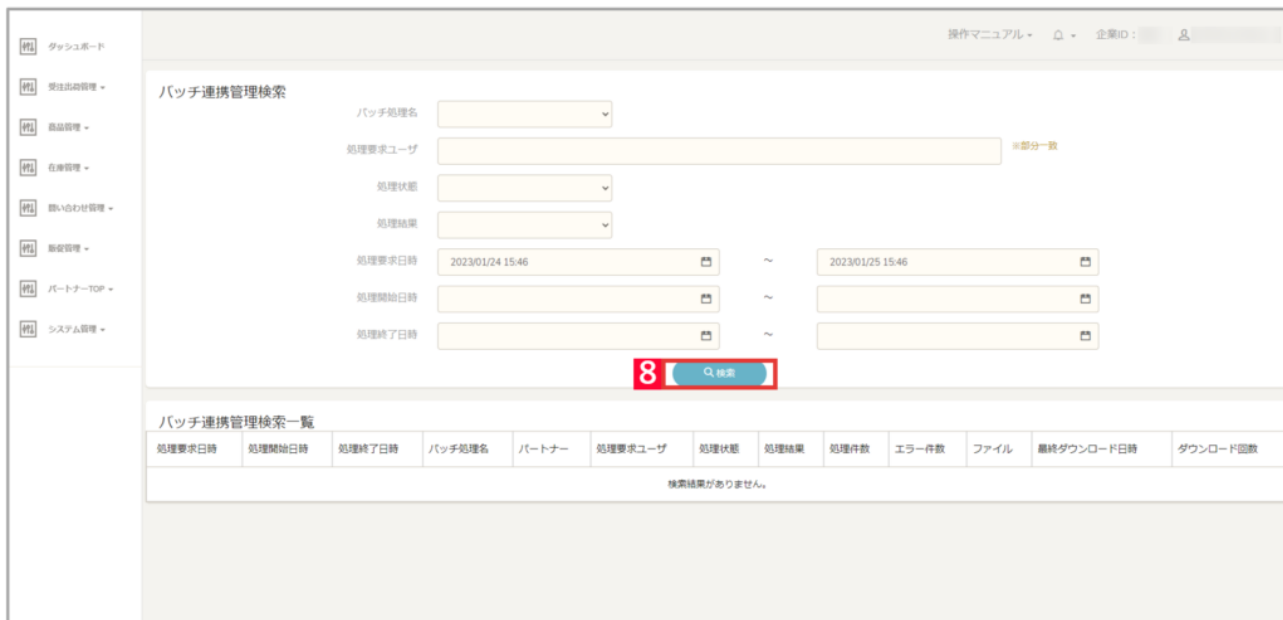 操作マニュアル 企業ID：
ダッシュボード
受注出荷管理
商品管理
在庫管理
問い合わせ管理
販促管理
パートナーTOP
システム管理
バッチ連携管理検索
バッチ処理名
処理要求ユーザ ※部分一致
処理状態
処理結果
処理要求日時 2023/01/24 15:46 ～ 2023/01/25 15:46
処理開始日時 ～
処理終了日時 ～
8 検索
バッチ連携管理検索一覧
処理要求日時 処理開始日時 処理終了日時 バッチ処理名 パートナー 処理要求ユーザ 処理状態 処理結果 処理件数 エラー件数 ファイル 最終ダウンロード日時 ダウンロード回数
検索結果がありません。